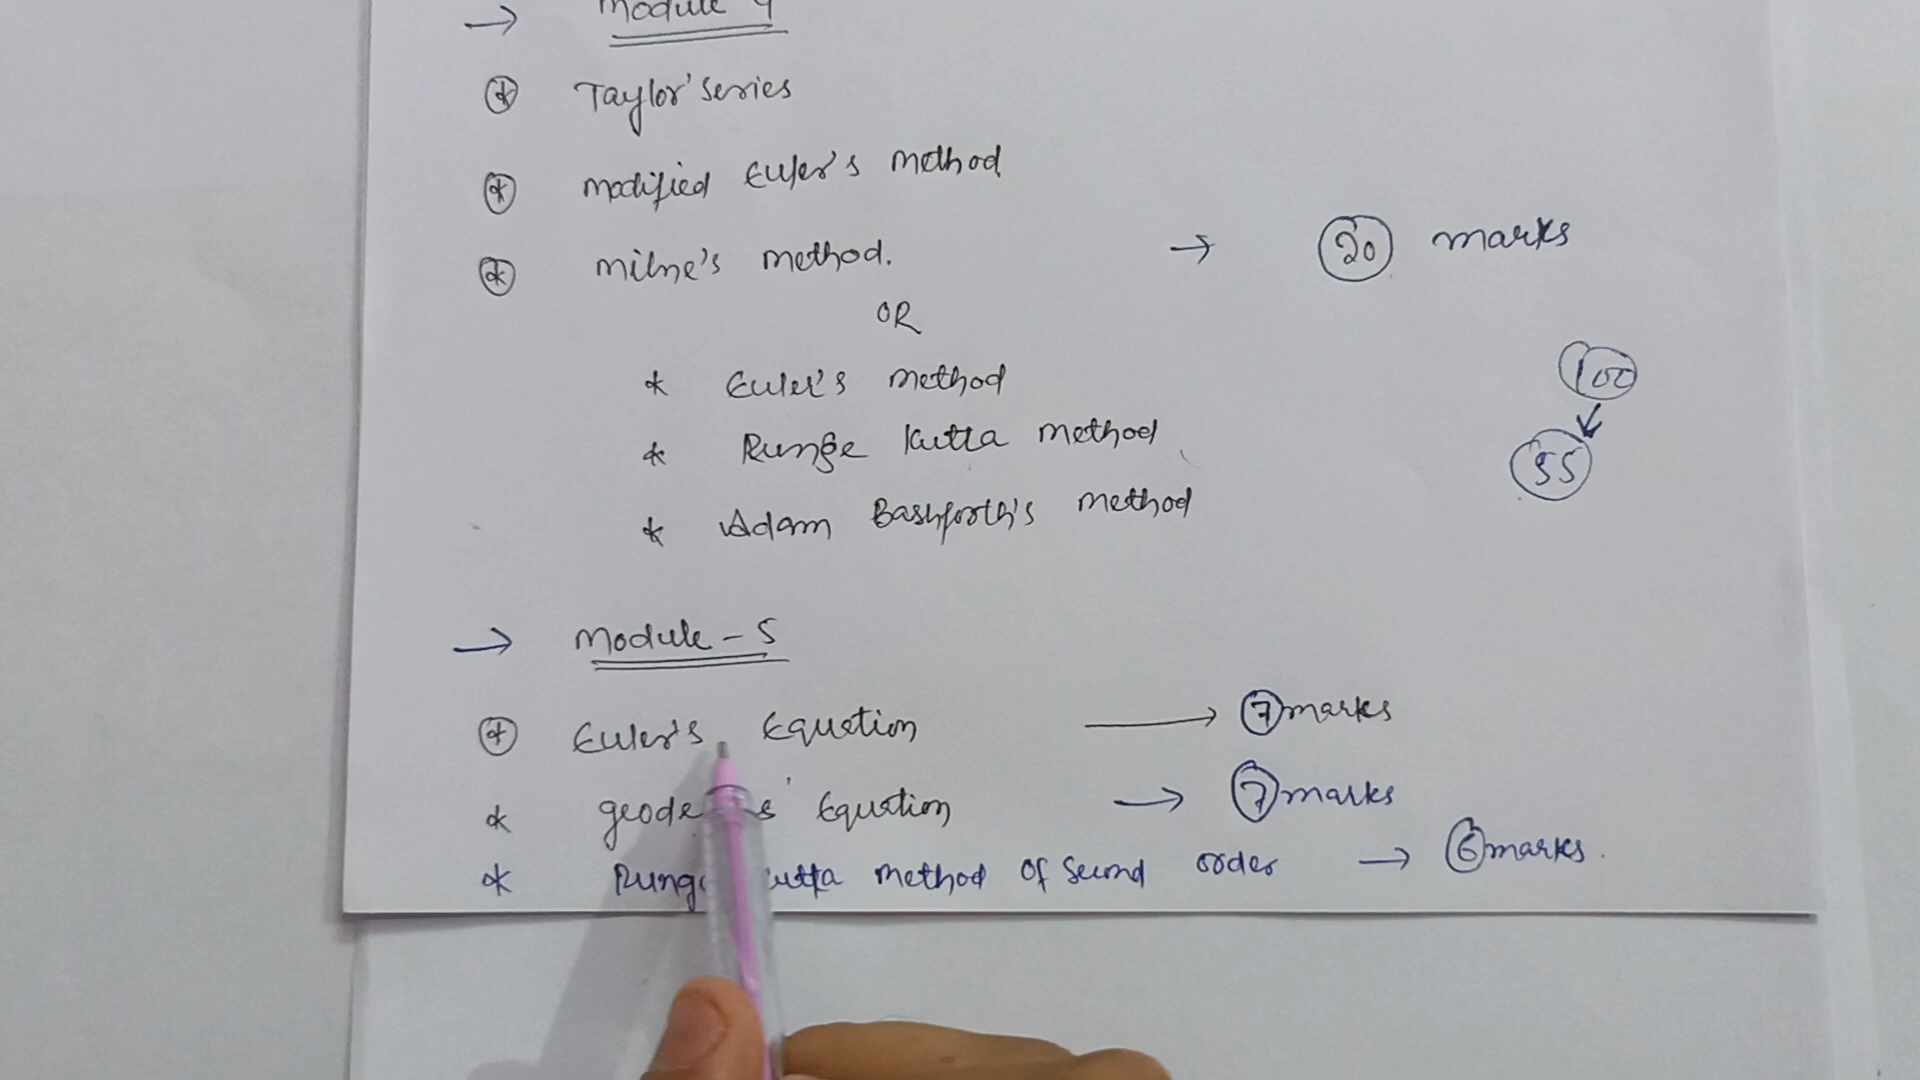 → Module 4
* Taylor' Series
* modified Euler's Method
* milne's method. → 20 marks
OR
* Euler's Method
* Runge Kutta method
* Adam Bashforth's method
100
↓
→ Module - 5
* Euler's Equation → 7 marks
* Equation → 7 marks
* method of Second order → 6 marks.